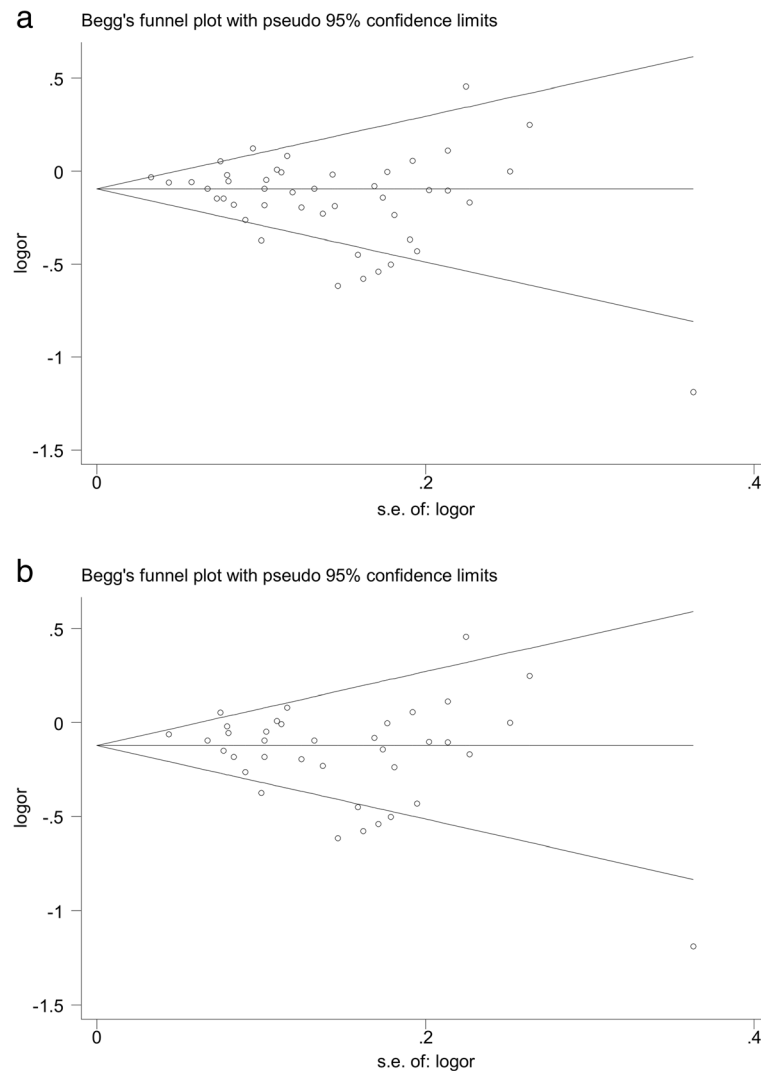 a
Begg's funnel plot with pseudo 95% confidence limits
.5
0
-.5
-1
-1.5
logor
0 .2 .4
s.e. of: logor
b
Begg's funnel plot with pseudo 95% confidence limits
.5
0
-.5
-1
-1.5
logor
0 .2 .4
s.e. of: logor